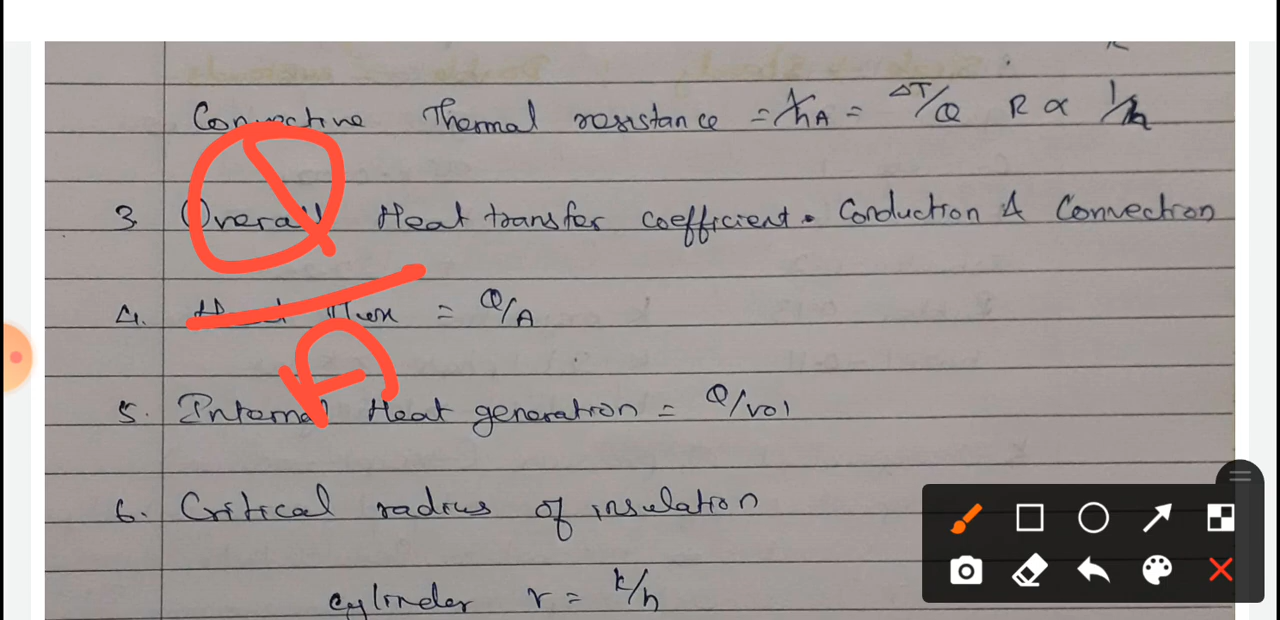 Convective Thermal resistance = 1/hA = ΔT/Q R ∝ 1/h
3. Overall Heat transfer coefficient. Conduction & Convection
4. Heat flux = Q/A
Q
A
5. Internal Heat generation = Q/vol
6. Critical radius of insulation
cylinder r = k/h